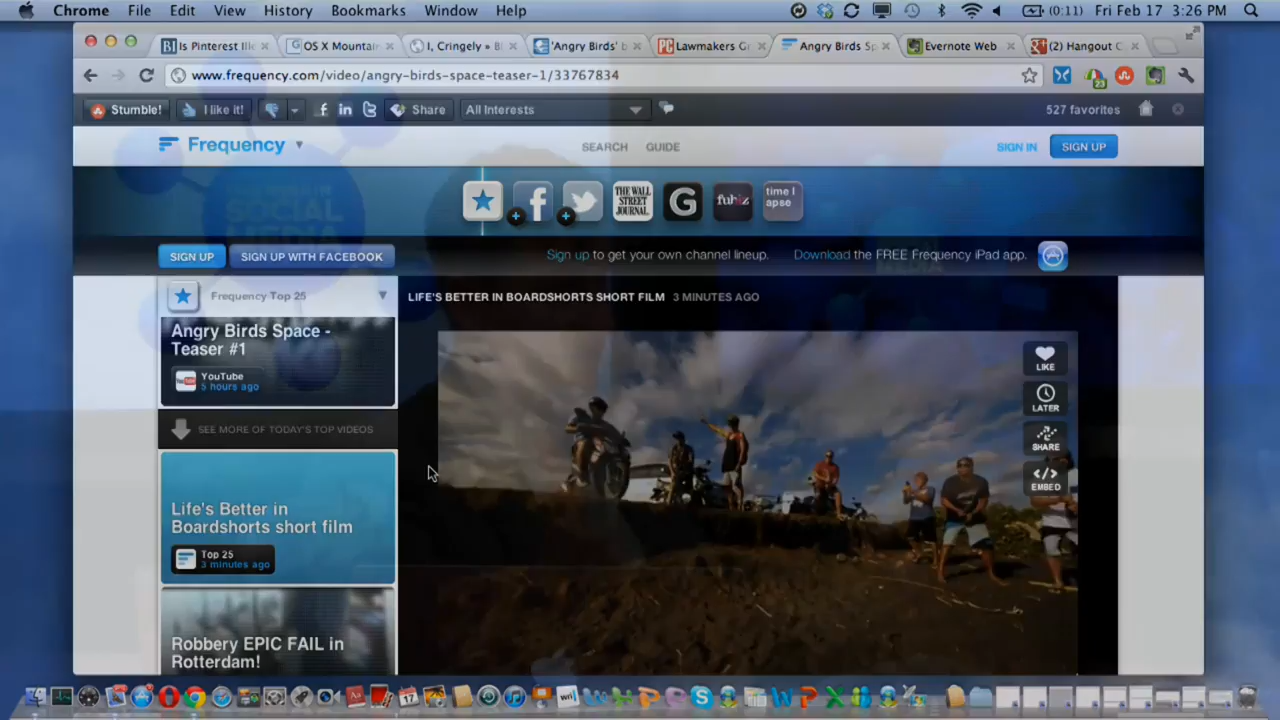 Chrome File Edit View History Bookmarks Window Help (0:11) Fri Feb 17 3:26 PM
Is Pinterest Ille OS X Mountain I, Cringely » B 'Angry Birds' b Lawmakers Gr Angry Birds Sp Evernote Web (2) Hangout C
www.frequency.com/video/angry-birds-space-teaser-1/33767834
23
Stumble! I like it! Share All Interests 527 favorites
Frequency SEARCH GUIDE SIGN IN SIGN UP
THE WALL STREET JOURNAL. G fuhiz time l apse
SOCIAL
MEDIA
SIGN UP SIGN UP WITH FACEBOOK Sign up to get your own channel lineup. Download the FREE Frequency iPad app.
Frequency Top 25
LIFE'S BETTER IN BOARDSHORTS SHORT FILM 3 MINUTES AGO
Angry Birds Space -
Teaser #1
YouTube
5 hours ago
SEE MORE OF TODAY'S TOP VIDEOS
Life's Better in
Boardshorts short film
Top 25
3 minutes ago
Robbery EPIC FAIL in
Rotterdam!
LIKE
LATER
SHARE
EMBED